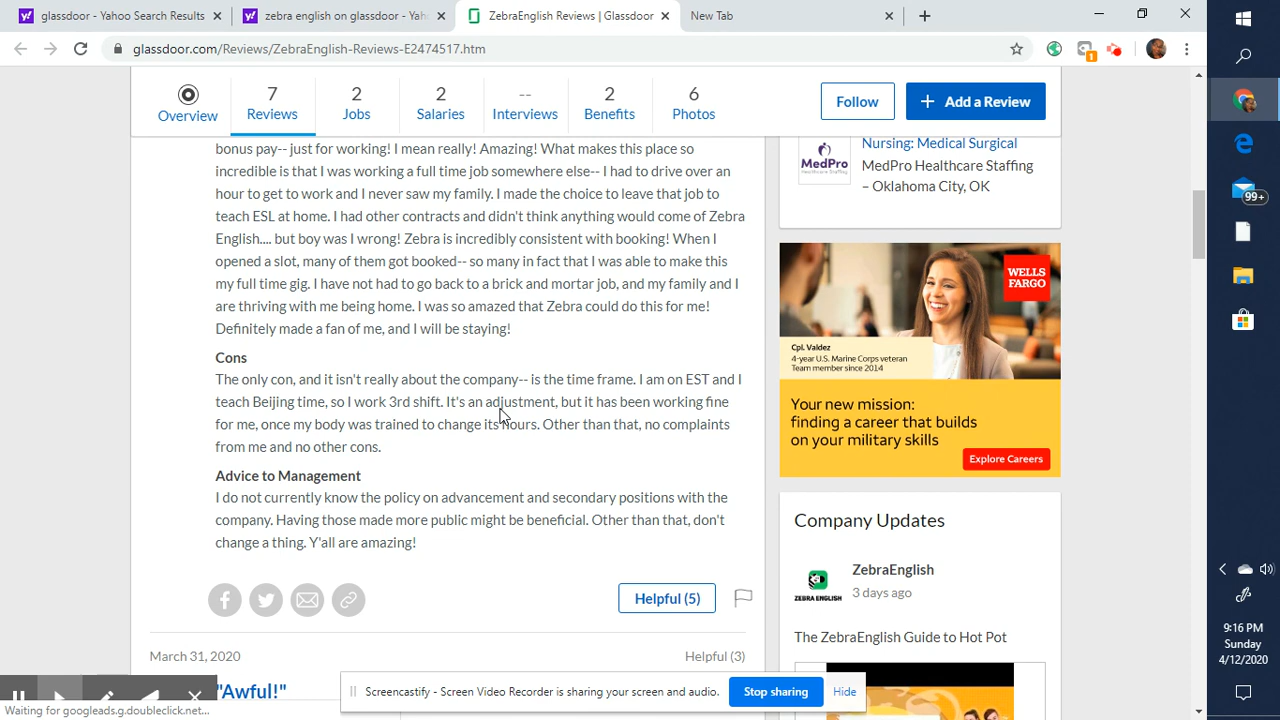 glassdoor - Yahoo Search Results
zebra english on glassdoor - Yah
ZebraEnglish Reviews | Glassdoor
New Tab
glassdoor.com/Reviews/ZebraEnglish-Reviews-E2474517.htm
Overview
7
Reviews
2
Jobs
2
Salaries
--
Interviews
2
Benefits
6
Photos
Follow
+ Add a Review
bonus pay-- just for working! I mean really! Amazing! What makes this place so
incredible is that I was working a full time job somewhere else-- I had to drive over an
hour to get to work and I never saw my family. I made the choice to leave that job to
teach ESL at home. I had other contracts and didn't think anything would come of Zebra
English.... but boy was I wrong! Zebra is incredibly consistent with booking! When I
opened a slot, many of them got booked-- so many in fact that I was able to make this
my full time gig. I have not had to go back to a brick and mortar job, and my family and I
are thriving with me being home. I was so amazed that Zebra could do this for me!
Definitely made a fan of me, and I will be staying!
Cons
The only con, and it isn't really about the company-- is the time frame. I am on EST and I
teach Beijing time, so I work 3rd shift. It's an adjustment, but it has been working fine
for me, once my body was trained to change its hours. Other than that, no complaints
from me and no other cons.
Advice to Management
I do not currently know the policy on advancement and secondary positions with the
company. Having those made more public might be beneficial. Other than that, don't
change a thing. Y'all are amazing!
Helpful (5)
March 31, 2020
Helpful (3)
"Awful!"
MedPro
Healthcare Staffing
Nursing: Medical Surgical
MedPro Healthcare Staffing
– Oklahoma City, OK
WELLS
FARGO
Cpl. Valdez
4-year U.S. Marine Corps veteran
Team member since 2014
Your new mission:
finding a career that builds
on your military skills
Explore Careers
Company Updates
ZEBRA ENGLISH
ZebraEnglish
3 days ago
The ZebraEnglish Guide to Hot Pot
Screencastify - Screen Video Recorder is sharing your screen and audio.
Stop sharing
Hide
Waiting for googleads.g.doubleclick.net...
1
99+
9:16 PM
Sunday
4/12/2020